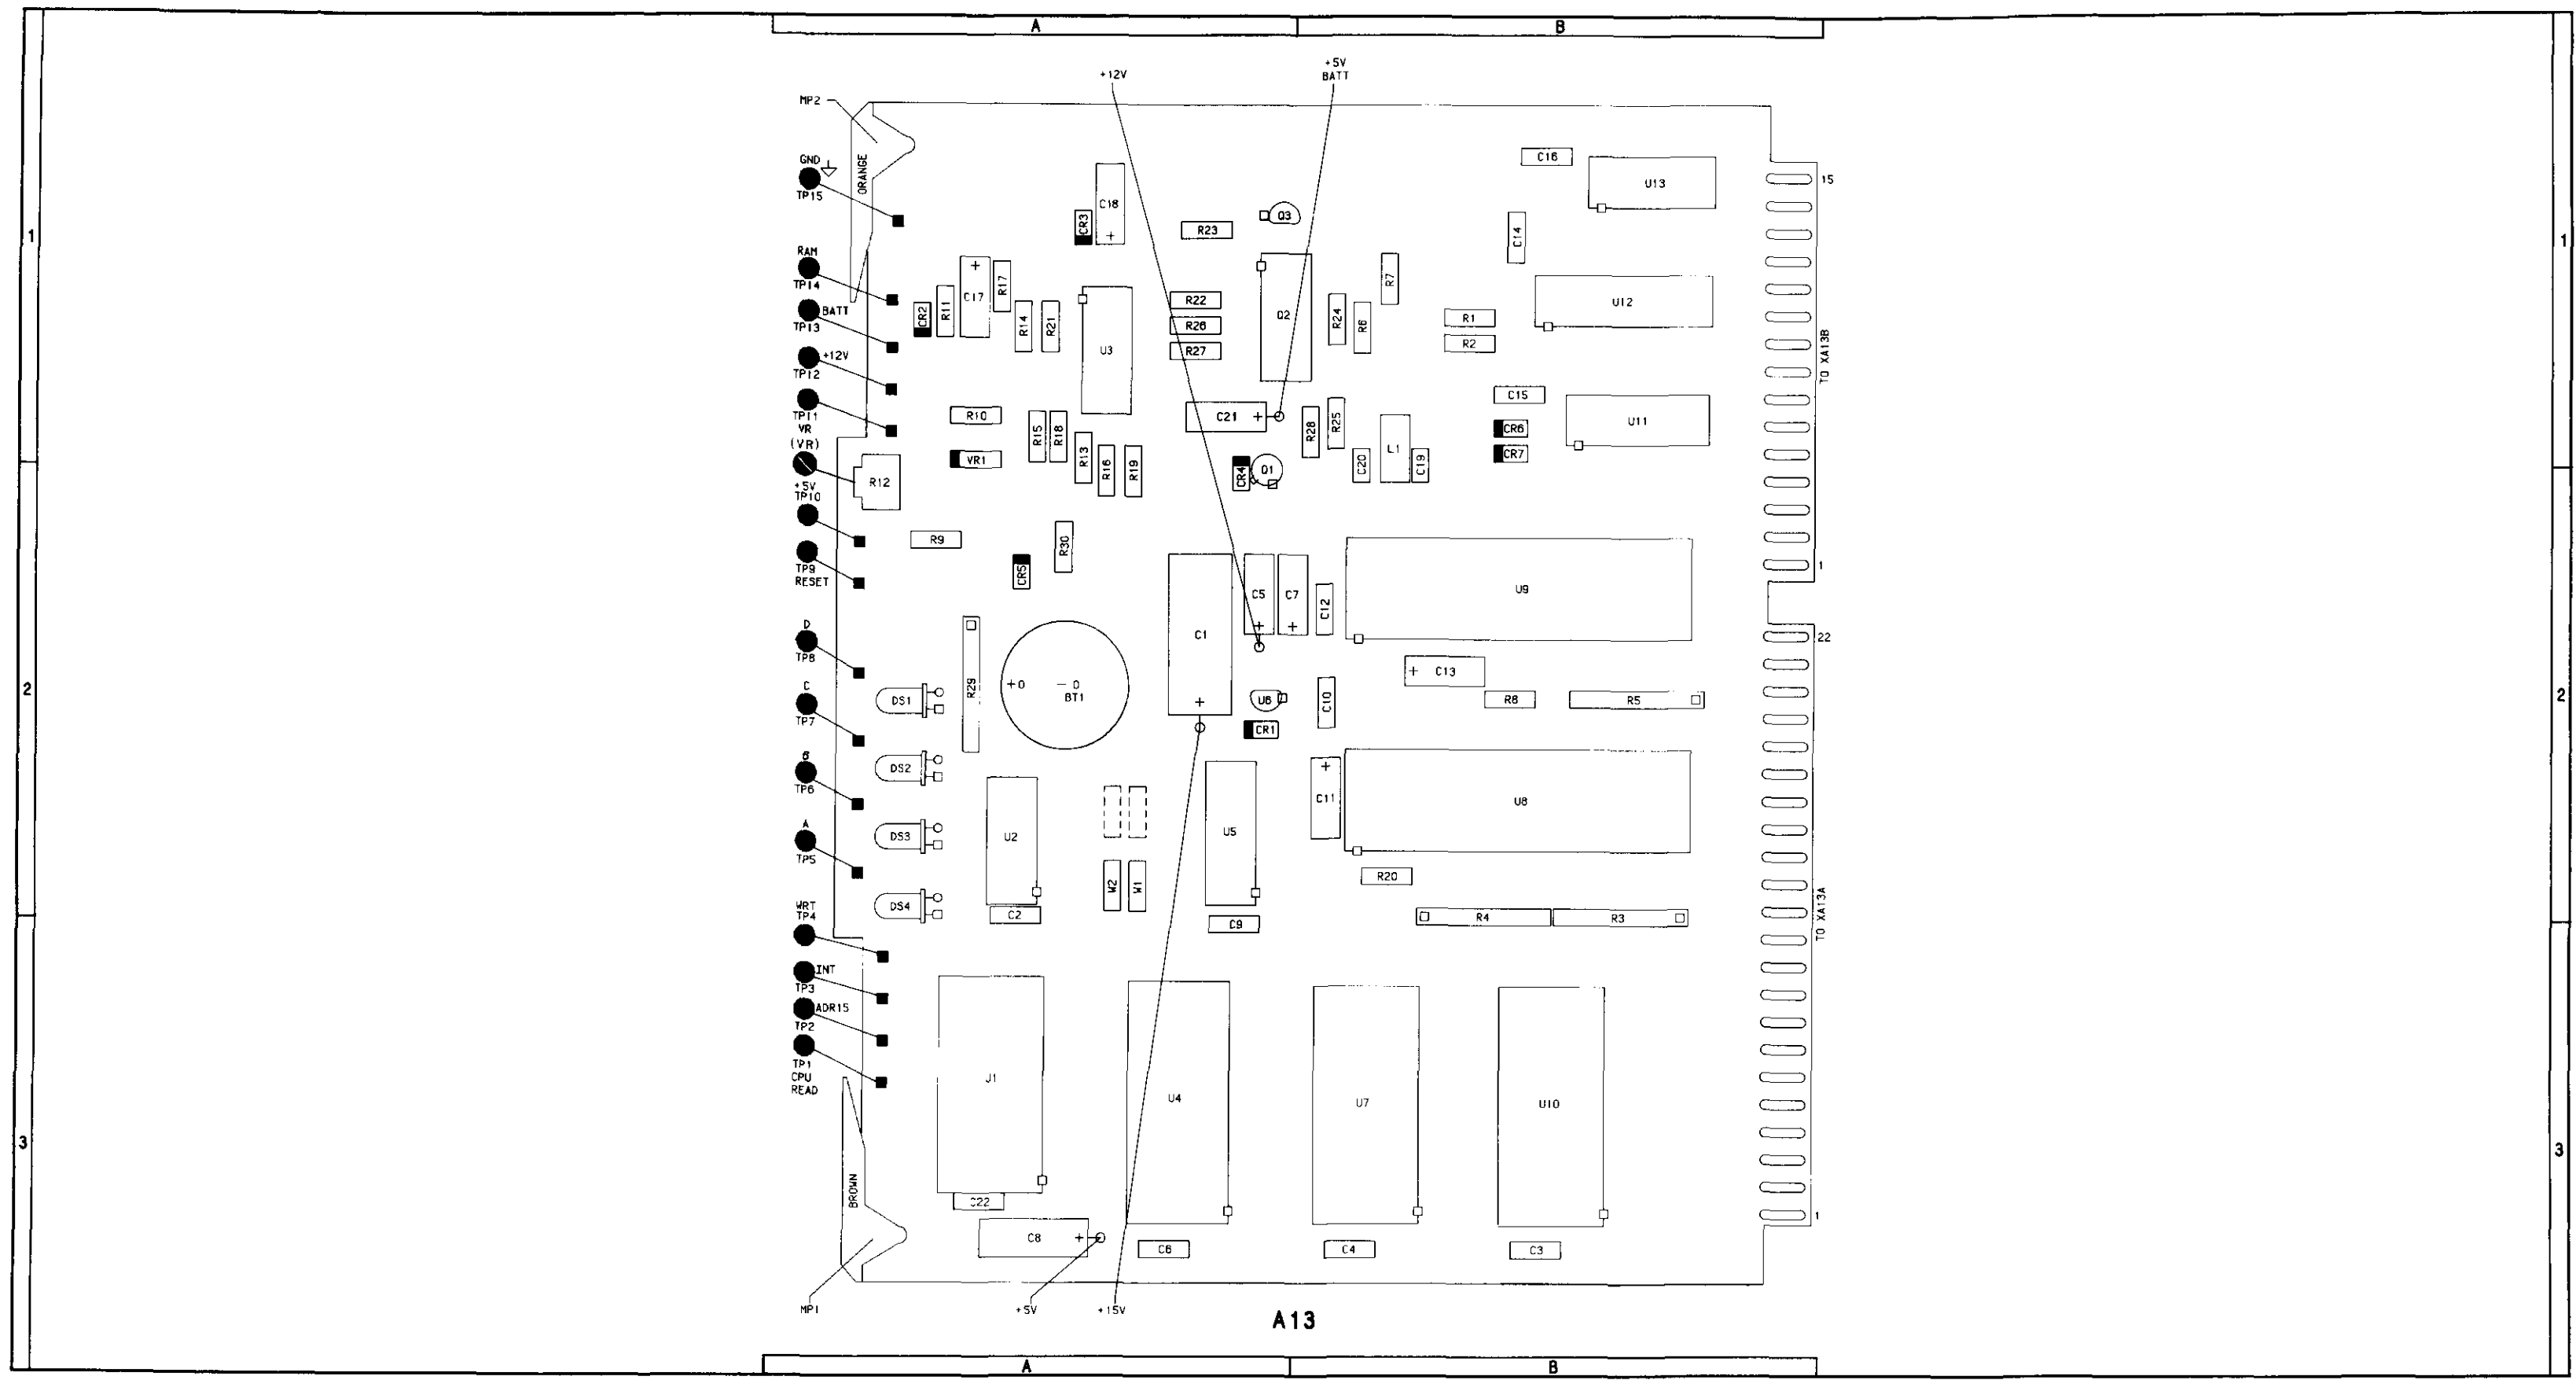 A
B
+12V
+5V
BATT
MP2
ORANGE
GND
TP15
C16
U13
15
1
1
C18
CR3
R23
Q3
C14
RAM
TP14
BATT
TP13
+12V
TP12
TP11
VR
(VR)
CR2
R11
C17
R17
R14
R21
U3
R22
R26
R27
Q2
R24
R6
R7
R1
R2
U12
TO XA13B
C15
R10
R15
R18
C21
R28
R25
L1
CR6
CR7
U11
VR1
R13
R16
R19
CR4
Q1
C20
C19
R12
+5V
TP10
R9
CR5
R30
TP9
RESET
C1
C5
C7
C12
U9
1
22
D
TP8
C
TP7
DS1
R29
+O
-O
BT1
U6
CR1
C10
+ C13
R8
R5
2
2
B
TP6
DS2
A
TP5
DS3
U2
U5
C11
U8
W2
W1
R20
WRT
TP4
DS4
C2
C9
R4
R3
TO XA13A
INT
TP3
ADR15
TP2
TP1
CPU
READ
J1
U4
U7
U10
3
3
BROWN
C22
1
C8 +
C6
C4
C3
MP1
+5V
+15V
A13
A
B